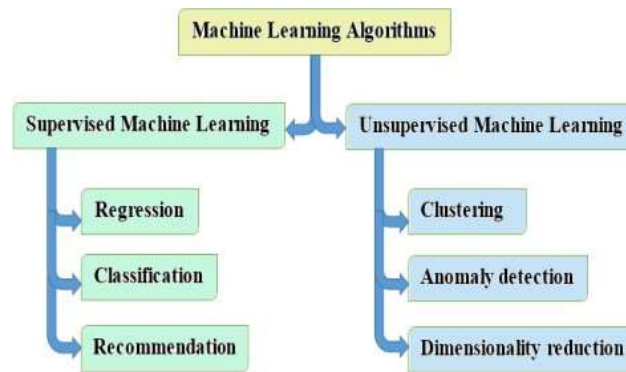 Machine Learning Algorithms
Supervised Machine Learning
Unsupervised Machine Learning
Regression
Classification
Recommendation
Clustering
Anomaly detection
Dimensionality reduction